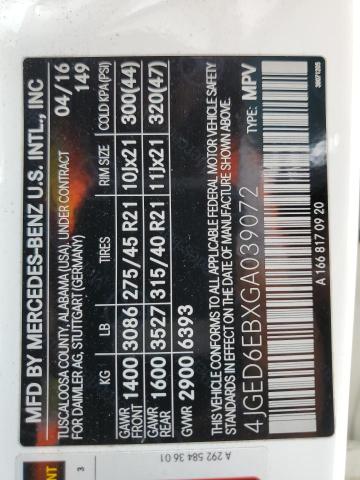 MFD BY MERCEDES-BENZ U.S. INTL., INC
TUSCALOOSA COUNTY, ALABAMA (USA), UNDER CONTRACT
FOR DAIMLER AG, STUTTGART (GERMANY)
04/16
149
KG LB TIRES RIM SIZE COLD KPA(PSI)
GAWR FRONT 1400 3086 275/45 R21 10Jx21 300(44)
GAWR REAR 1600 3527 315/40 R21 11Jx21 320(47)
GVWR 2900 6393
THIS VEHICLE CONFORMS TO ALL APPLICABLE FEDERAL MOTOR VEHICLE SAFETY
STANDARDS IN EFFECT ON THE DATE OF MANUFACTURE SHOWN ABOVE.
4JGED6EBXGA039072
TYPE: MPV
A 166 817 09 20
A 292 584 36 01
3